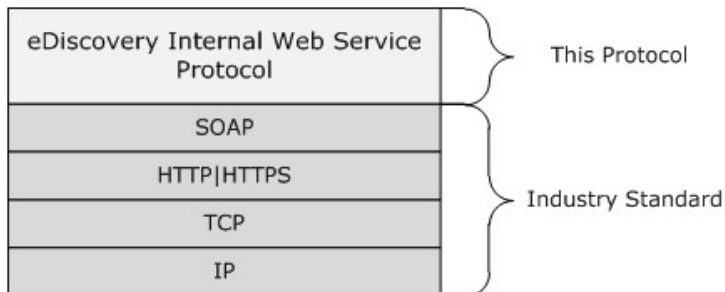 eDiscovery Internal Web Service
Protocol
This Protocol
SOAP
HTTP|HTTPS
TCP
IP
Industry Standard